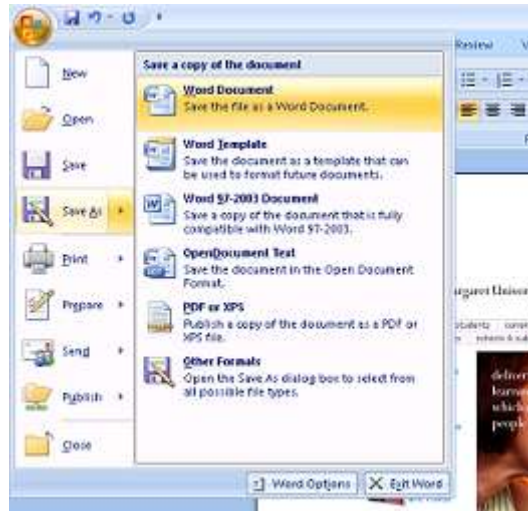 Review
New
Open
Save
Save As
Print
Prepare
Send
Publish
Close
Save a copy of the document
Word Document
Save the file as a Word Document.
Word Template
Save the document as a template that can
be used to format future documents.
Word 97-2003 Document
Save a copy of the document that is fully
compatible with Word 97-2003.
OpenDocument Text
Save the document in the Open Document
Format.
PDF or XPS
Publish a copy of the document as a PDF or
XPS file.
Other Formats
Open the Save As dialog box to select from
all possible file types.
Word Options
Exit Word
which
people